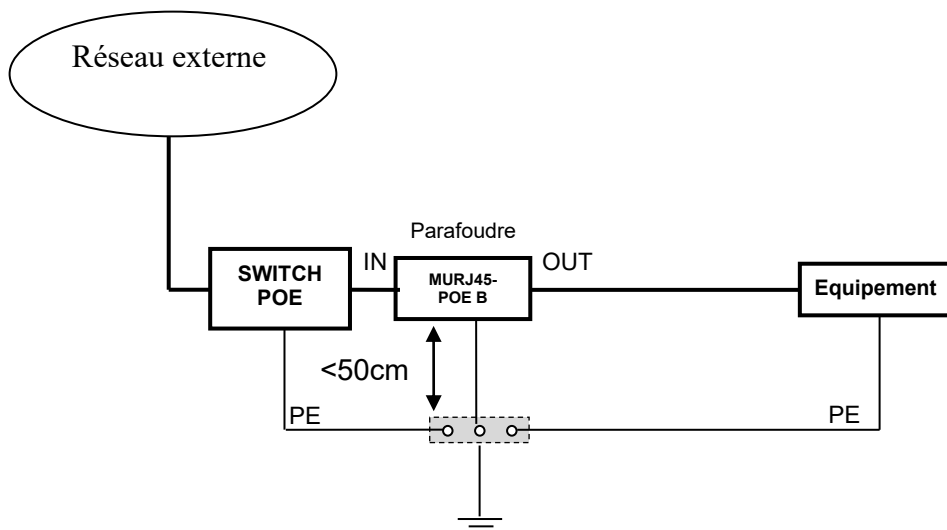 Réseau externe
Parafoudre
SWITCH
POE
IN
MURJ45-
POE B
OUT
Equipement
<50cm
PE
PE